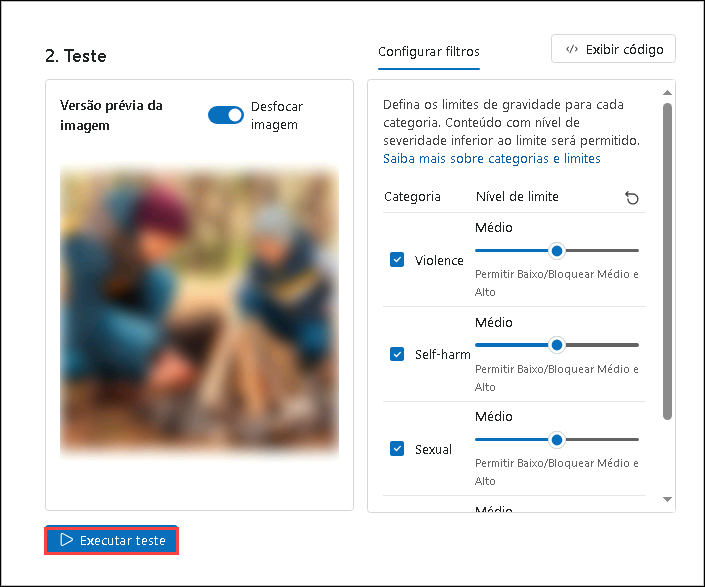 2. Teste
Configurar filtros
</> Exibir código
Versão prévia da
imagem
Desfocar
imagem
Defina os limites de gravidade para cada
categoria. Conteúdo com nível de
severidade inferior ao limite será permitido.
Saiba mais sobre categorias e limites
Categoria
Nível de limite
Médio
Violence
Permitir Baixo/Bloquear Médio e
Alto
Médio
Self-harm
Permitir Baixo/Bloquear Médio e
Alto
Médio
Sexual
Permitir Baixo/Bloquear Médio e
Alto
Médio
Executar teste